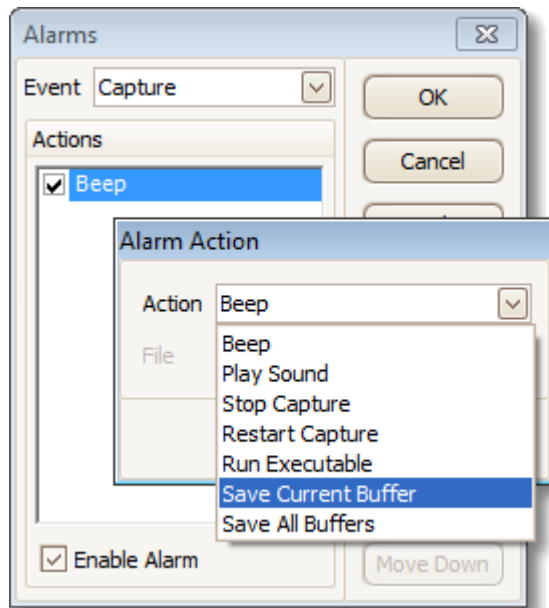 Alarms
Event Capture
OK
Actions
Cancel
Beep
Alarm Action
Action Beep
File
Beep
Play Sound
Stop Capture
Restart Capture
Run Executable
Save Current Buffer
Save All Buffers
Enable Alarm
Move Down